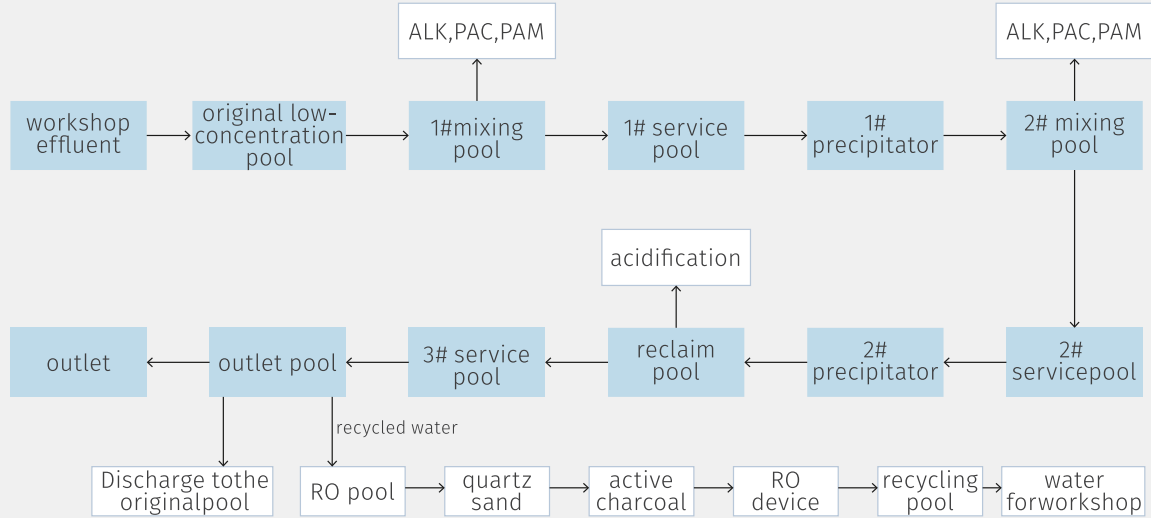 ALK,PAC,PAM
ALK,PAC,PAM
workshop
effluent
original low-
concentration
pool
1#mixing
pool
1# service
pool
1#
precipitator
2# mixing
pool
acidification
outlet
outlet pool
3# service
pool
reclaim
pool
2#
precipitator
2#
servicepool
recycled water
Discharge tothe
originalpool
RO pool
quartz
sand
active
charcoal
RO
device
recycling
pool
water
forworkshop